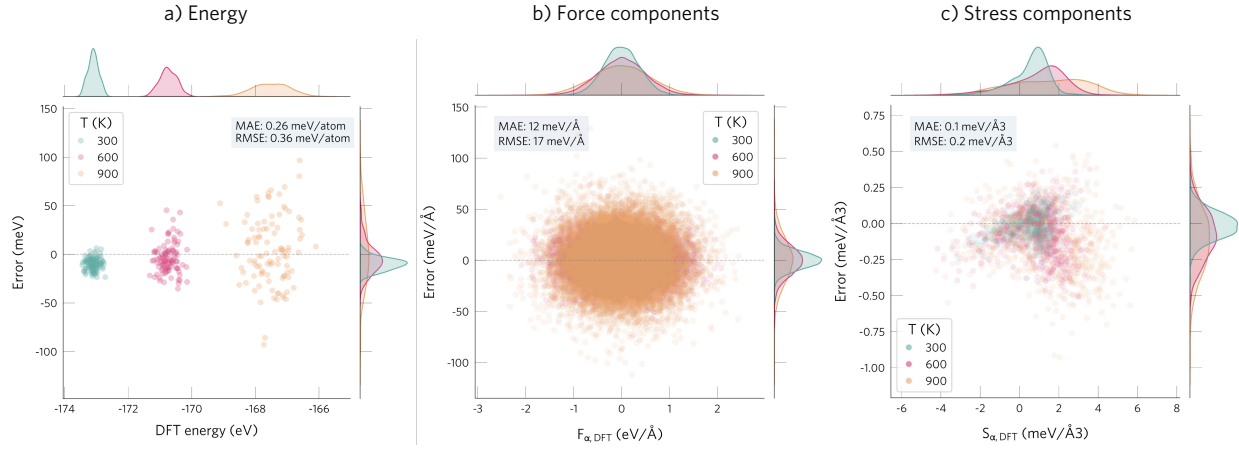 a) Energy
b) Force components
c) Stress components
150
100
50
0
-50
-100
Error (meV)
T (K)
300
600
900
MAE: 0.26 meV/atom
RMSE: 0.36 meV/atom
-174
-172
-170
-168
-166
DFT energy (eV)
150
100
50
0
-50
-100
Error (meV/Å)
MAE: 12 meV/Å
RMSE: 17 meV/Å
T (K)
300
600
900
-3
-2
-1
0
1
2
Fα, DFT (eV/Å)
0.75
0.50
0.25
0.00
-0.25
-0.50
-0.75
-1.00
Error (meV/Å3)
MAE: 0.1 meV/Å3
RMSE: 0.2 meV/Å3
T (K)
300
600
900
-6
-4
-2
0
2
4
6
8
Sα, DFT (meV/Å3)